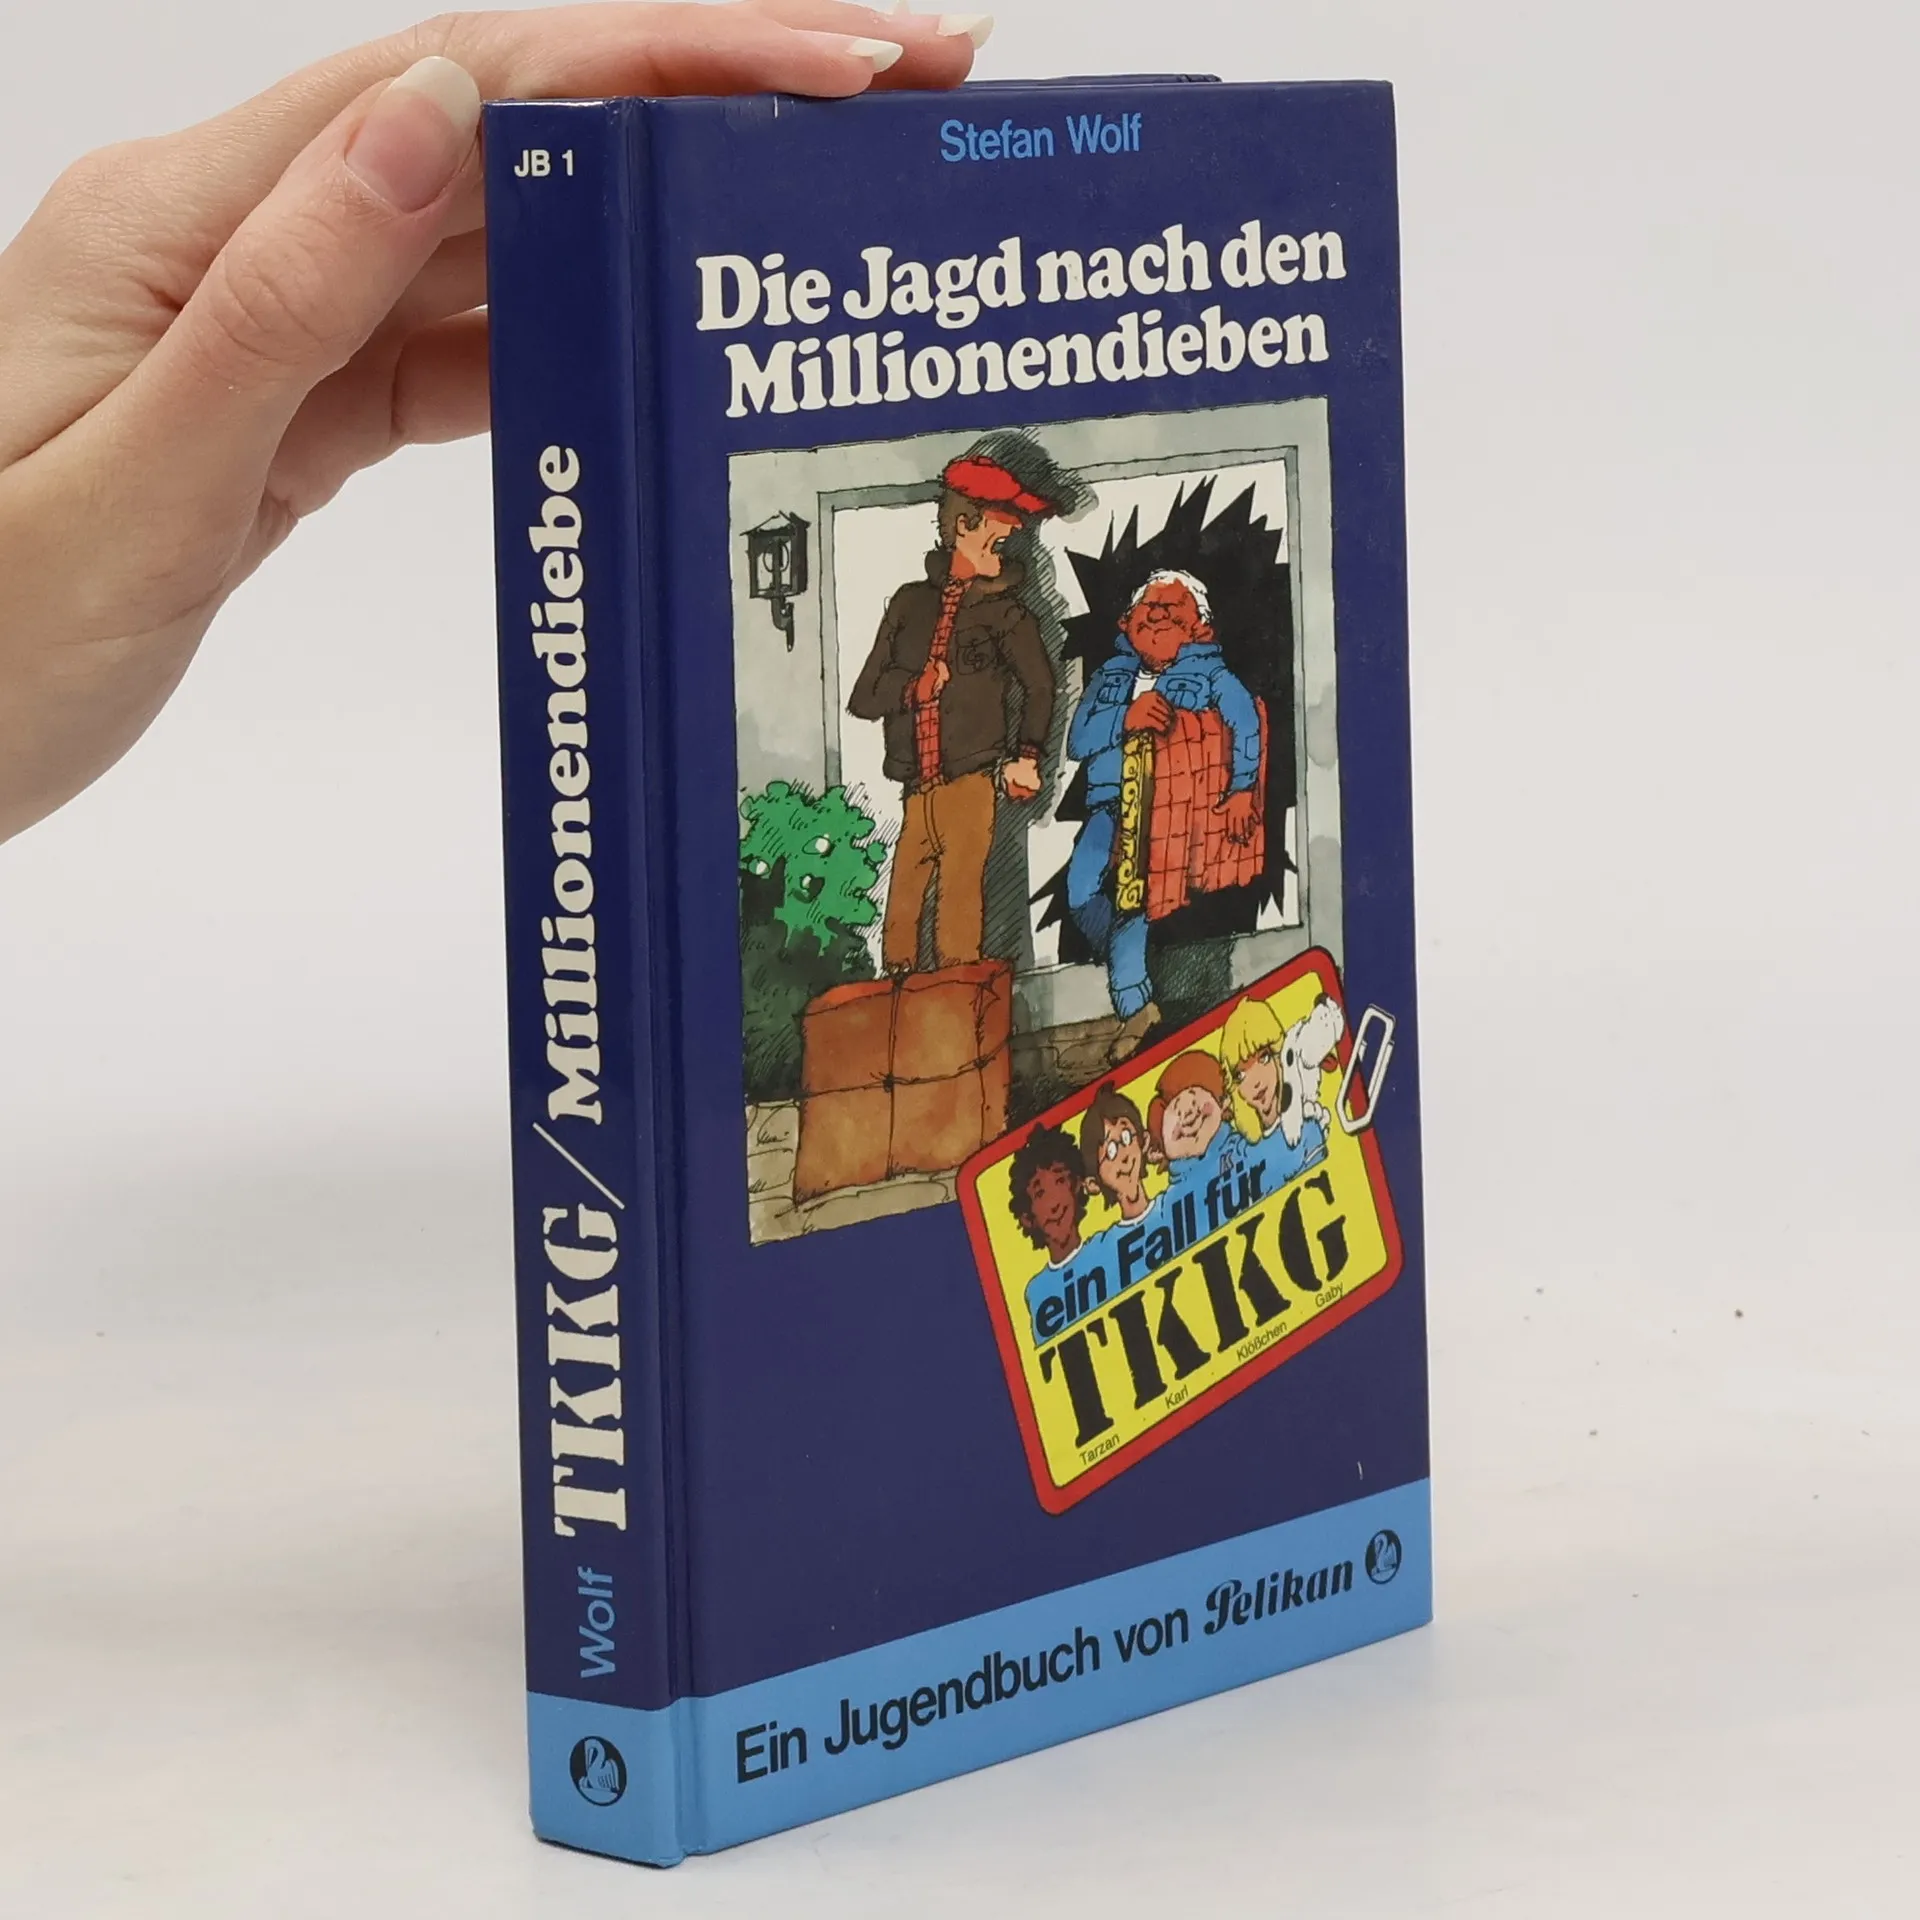 JB 1
Wolf TKKG/Millionendiebe
Stefan Wolf
Die Jagd nach den
Millionendieben
ein Fall für
TKKG
Tarzan Karl Klößchen Gaby
Ein Jugendbuch von Pelikan